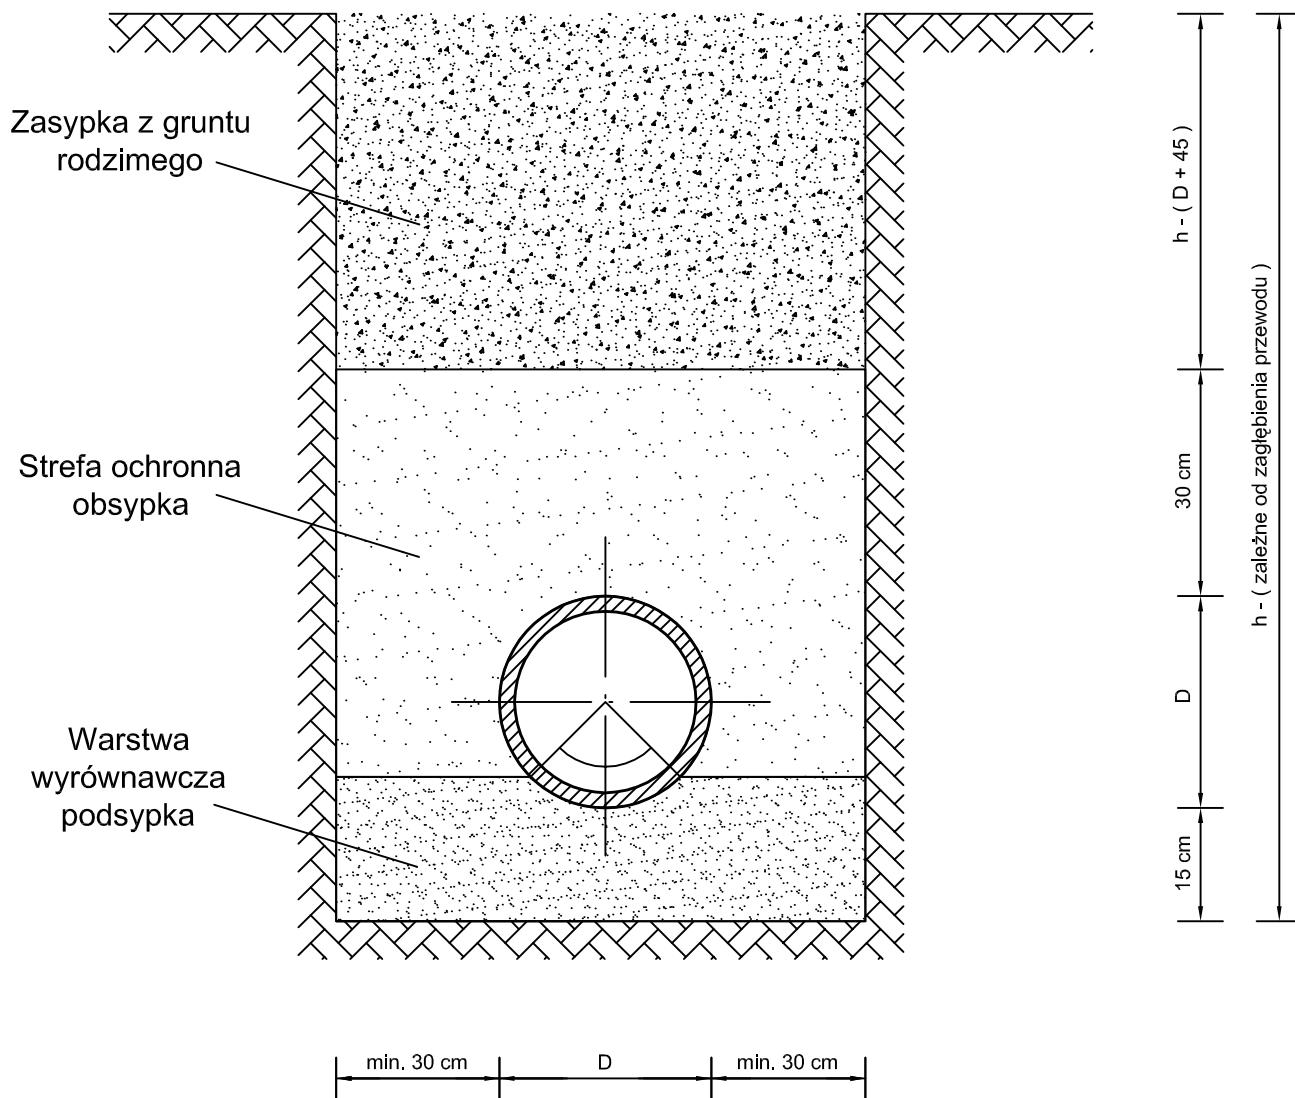 Zasypka z gruntu
rodzimego
Strefa ochronna
obsypka
Warstwa
wyrównawcza
podsypka
h - ( D + 45 )
30 cm
D
15 cm
h - ( zależne od zagłębienia przewodu )
min. 30 cm
D
min. 30 cm